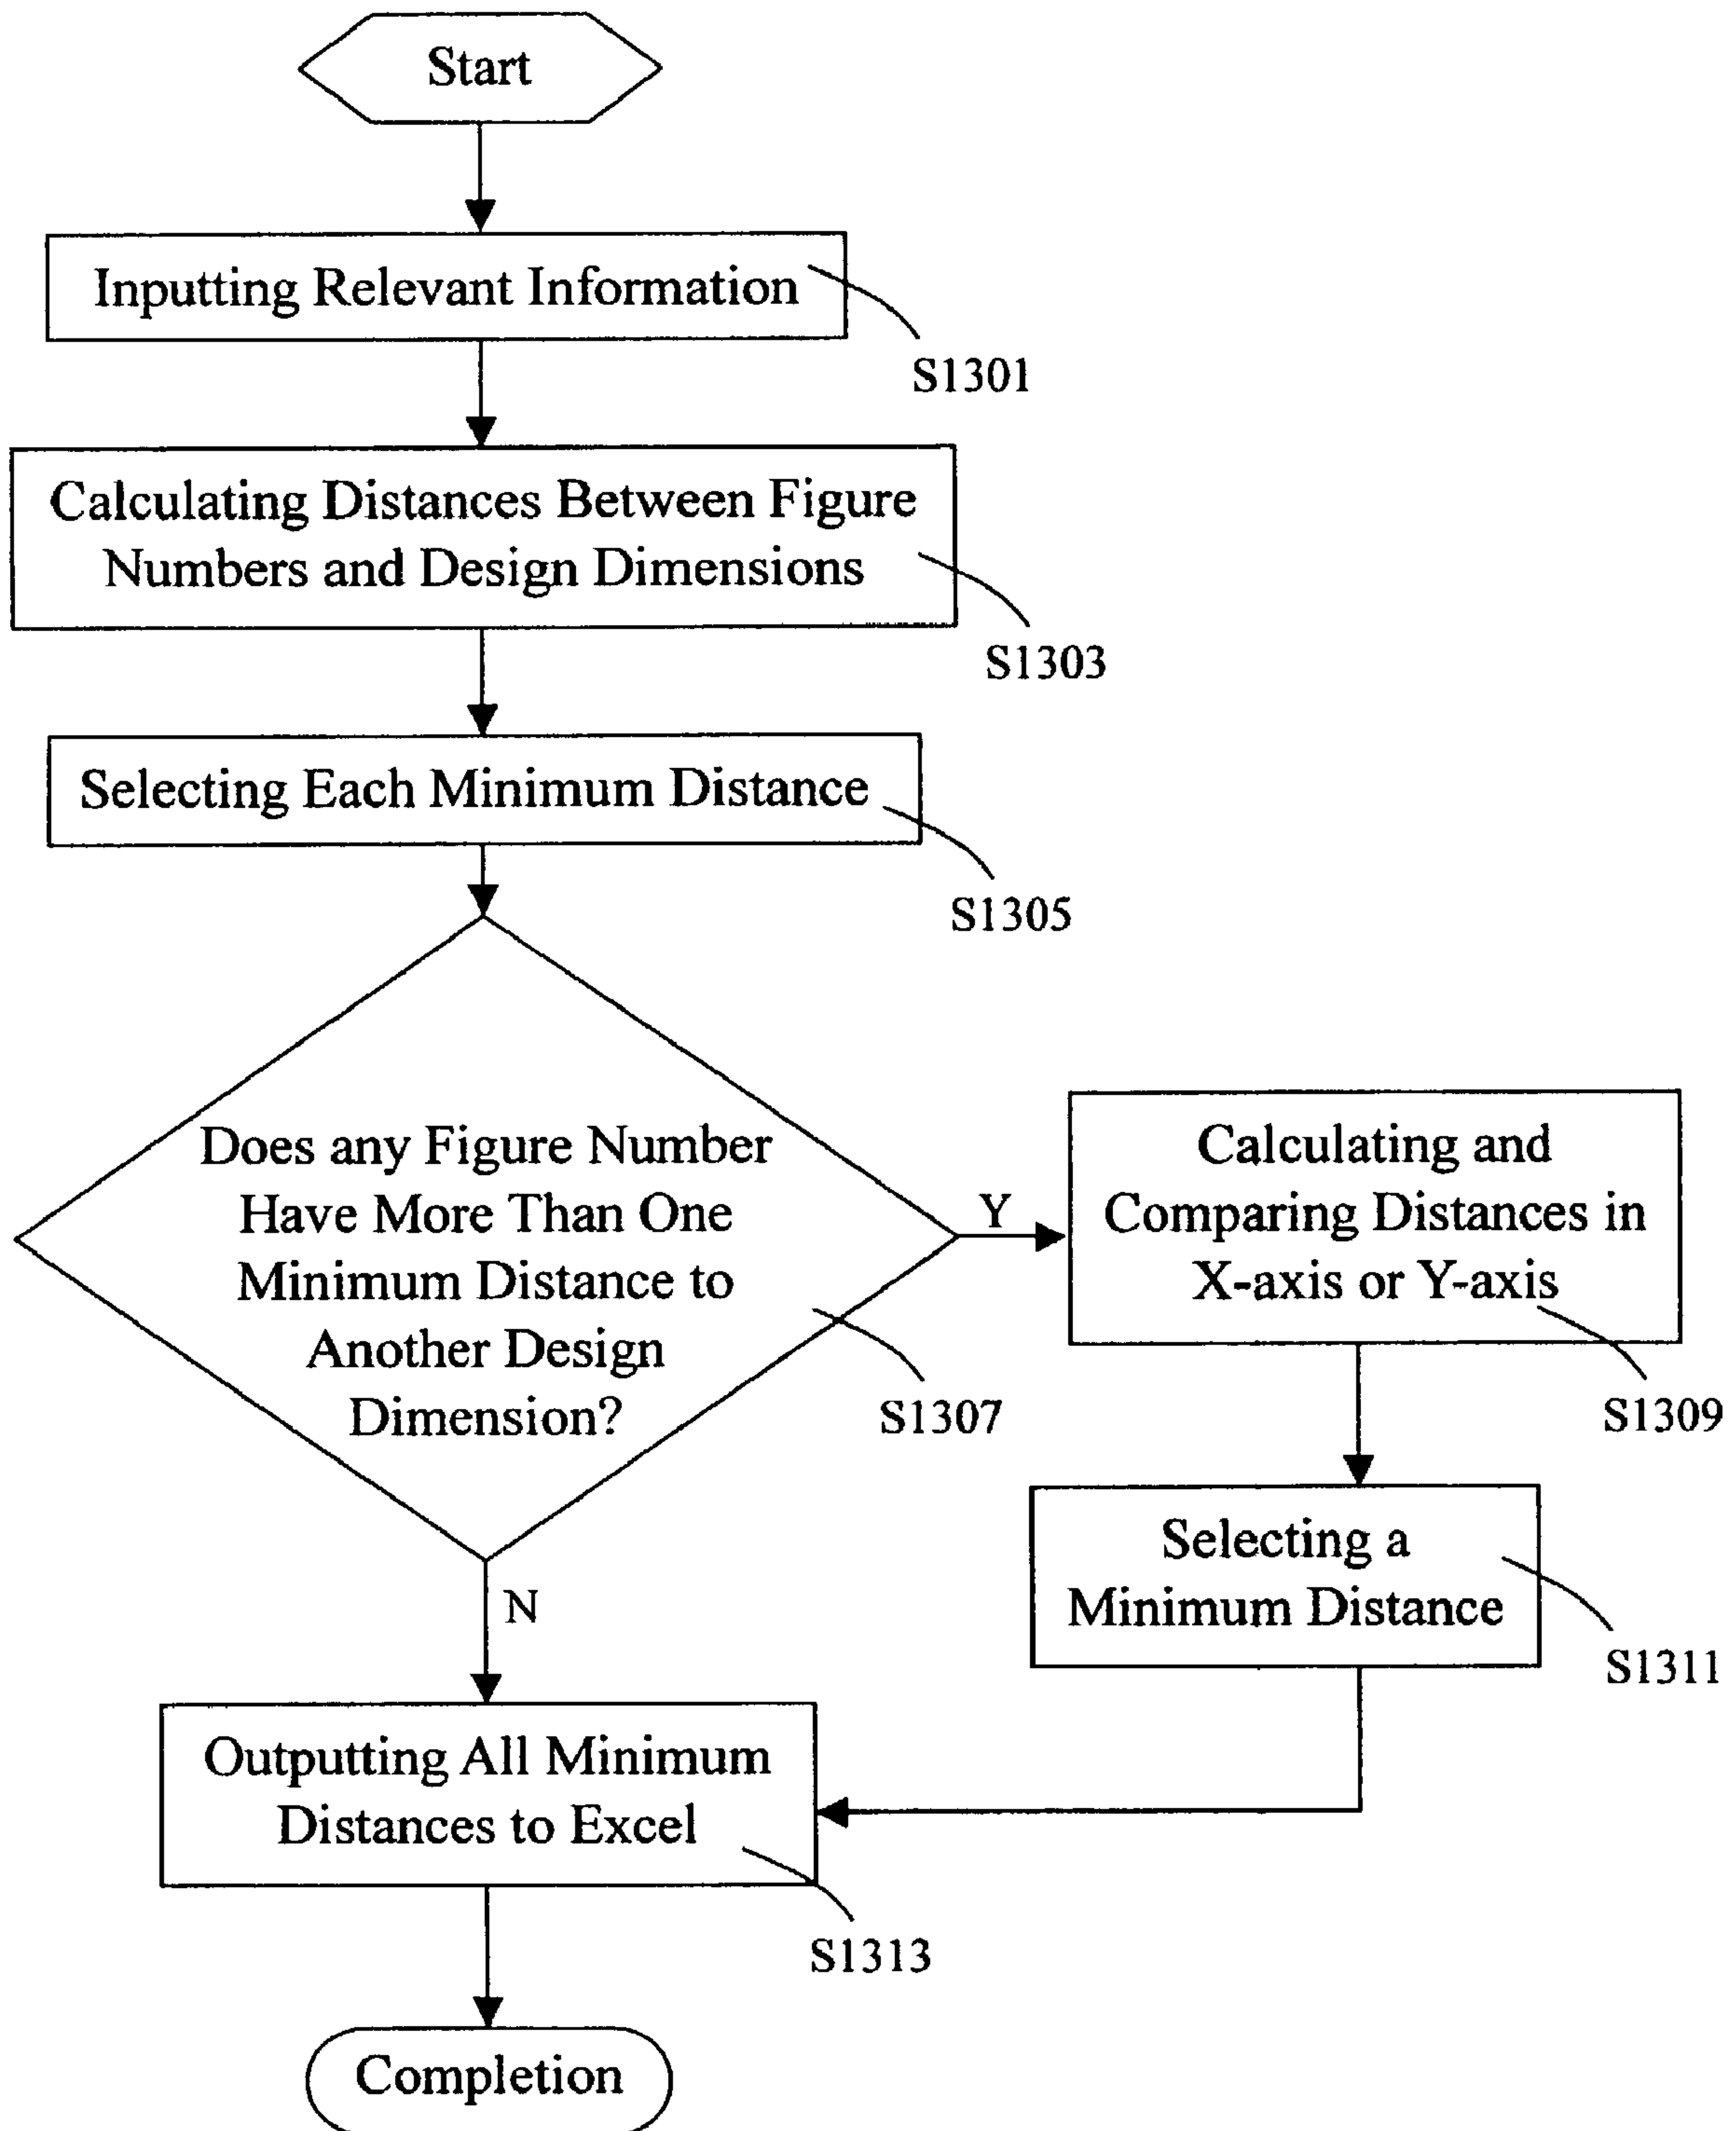 Start
Inputting Relevant Information
S1301
Calculating Distances Between Figure
Numbers and Design Dimensions
S1303
Selecting Each Minimum Distance
S1305
Does any Figure Number
Have More Than One
Minimum Distance to
Another Design
Dimension?
S1307
Y
Calculating and
Comparing Distances in
X-axis or Y-axis
S1309
Selecting a
Minimum Distance
S1311
N
Outputting All Minimum
Distances to Excel
S1313
Completion